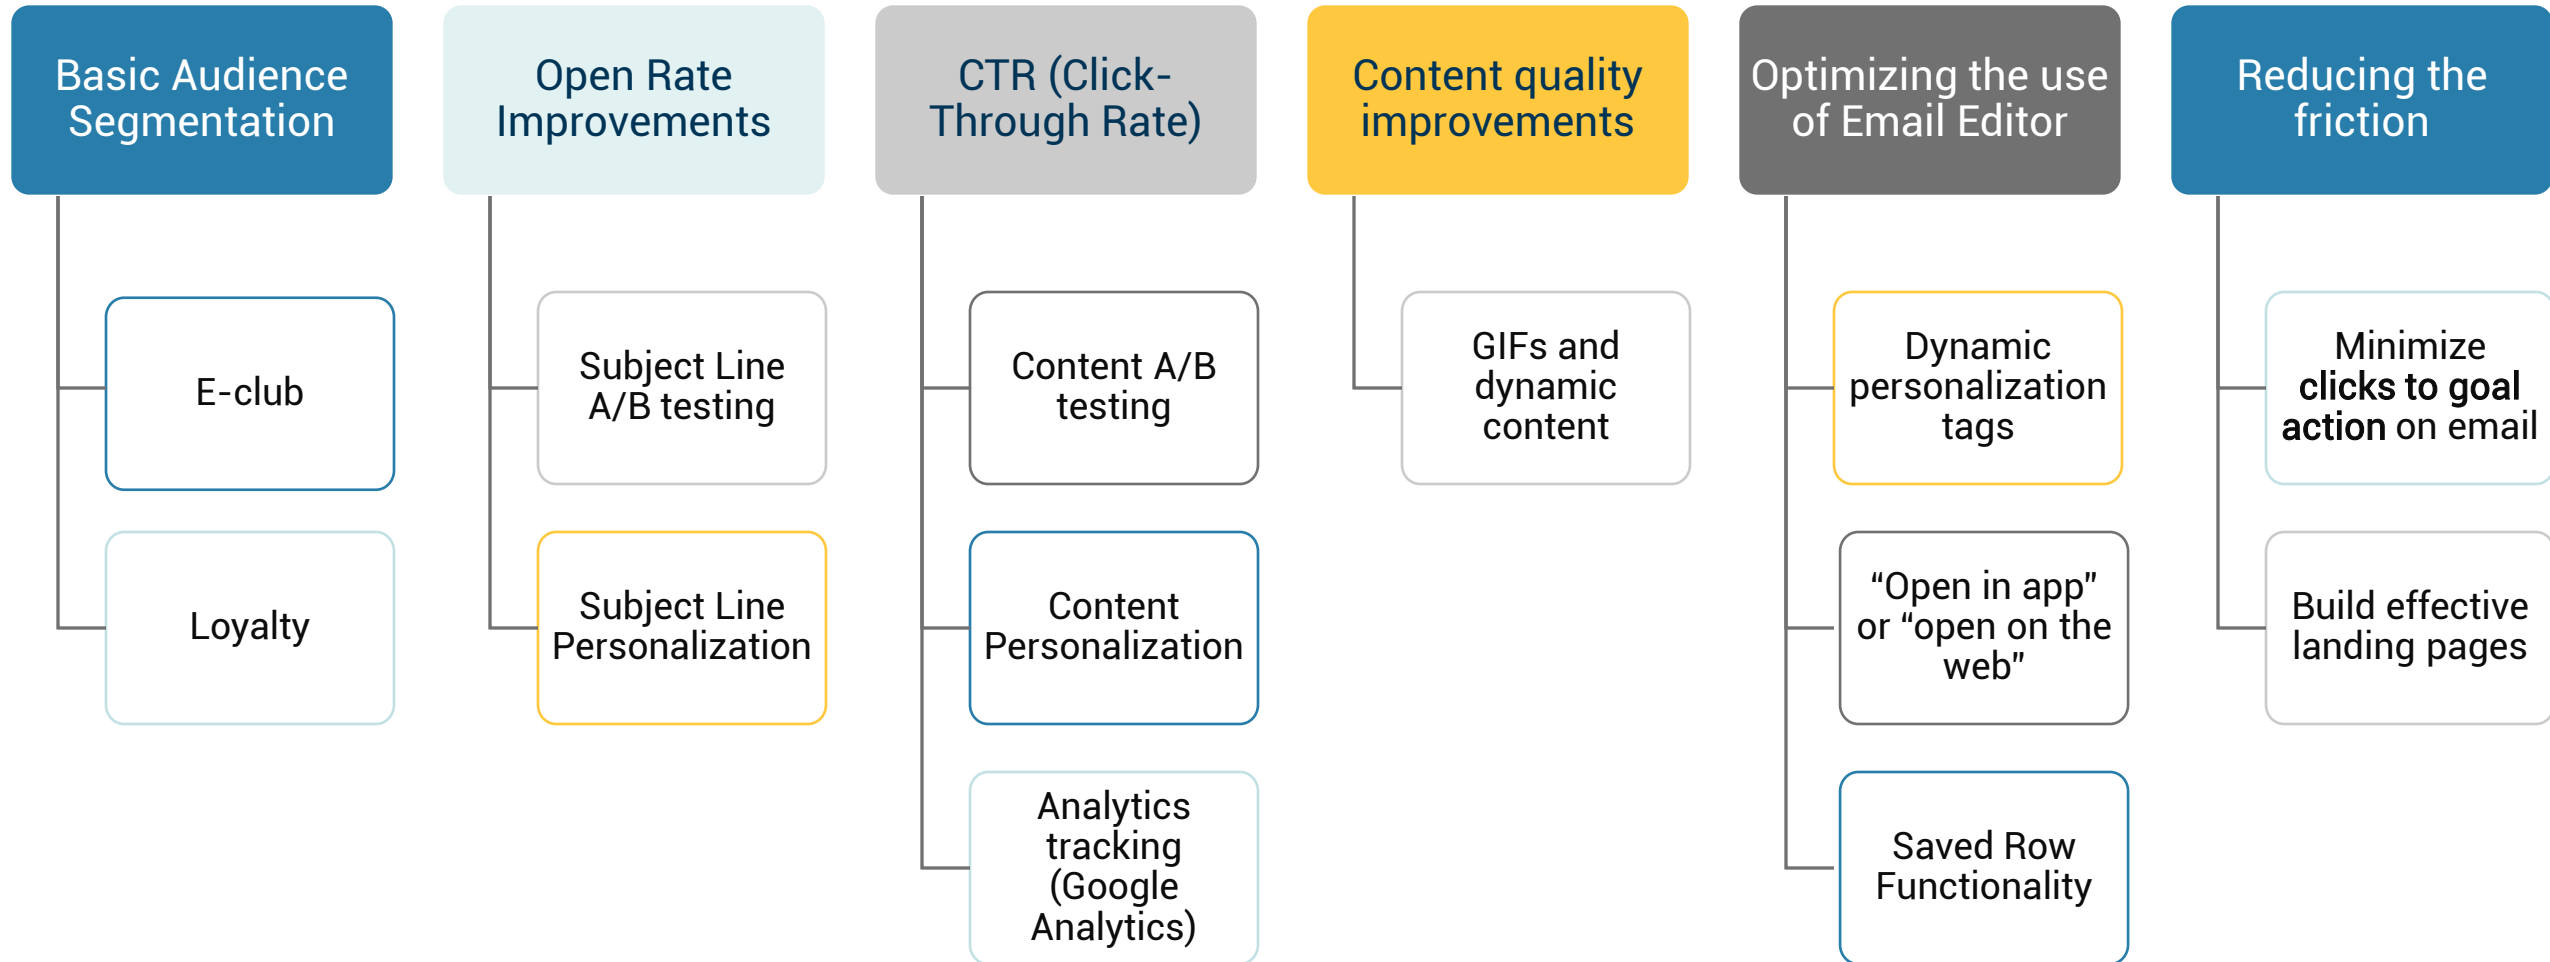 Basic Audience
Segmentation
E-club
Loyalty
Open Rate
Improvements
Subject Line
A/B testing
Subject Line
Personalization
CTR (Click-
Through Rate)
Content A/B
testing
Content
Personalization
Analytics
tracking
(Google
Analytics)
Content quality
improvements
GIFs and
dynamic
content
Optimizing the use
of Email Editor
Dynamic
personalization
tags
“Open in app”
or “open on the
web”
Saved Row
Functionality
Reducing the
friction
Minimize
clicks to goal
action on email
Build effective
landing pages